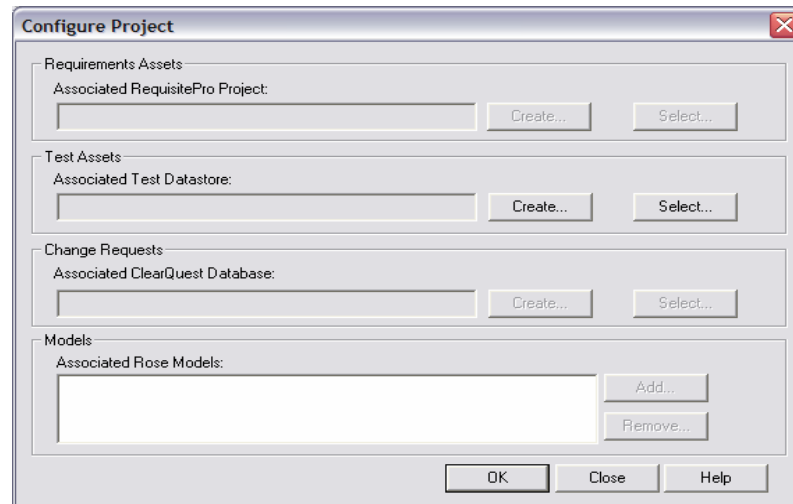 Configure Project
Requirements Assets
Associated RequisitePro Project:
Create... Select...
Test Assets
Associated Test Datastore:
Create... Select...
Change Requests
Associated ClearQuest Database:
Create... Select...
Models
Associated Rose Models:
Add...
Remove...
OK Close Help